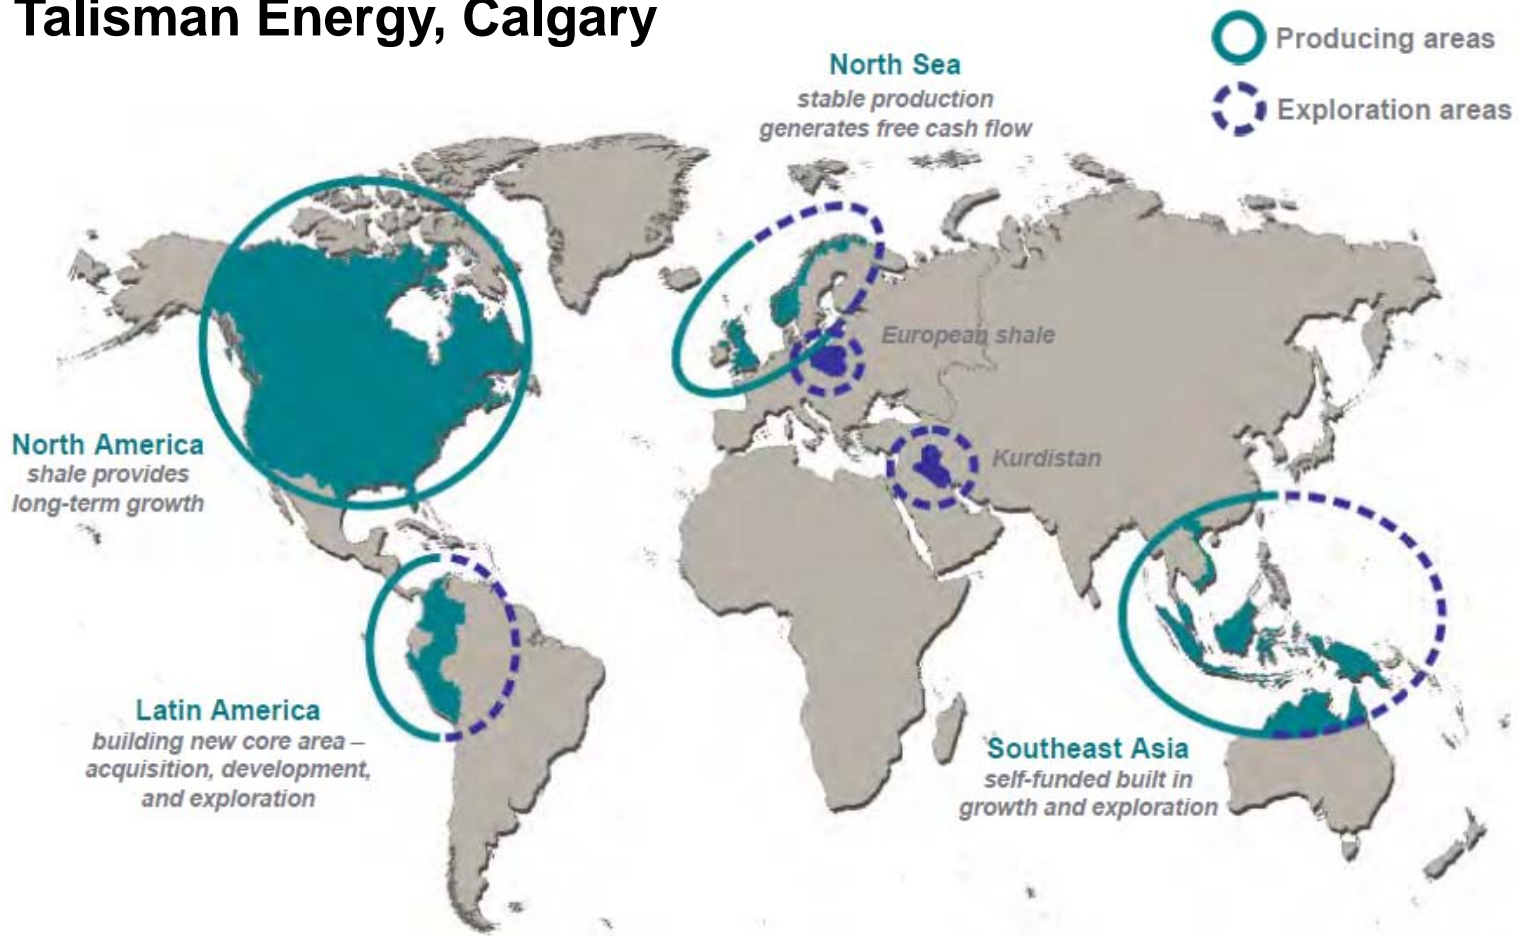 Talisman Energy, Calgary
Producing areas
Exploration areas
North Sea
stable production
generates free cash flow
European shale
Kurdistan
North America
shale provides
long-term growth
Latin America
building new core area –
acquisition, development,
and exploration
Southeast Asia
self-funded built in
growth and exploration